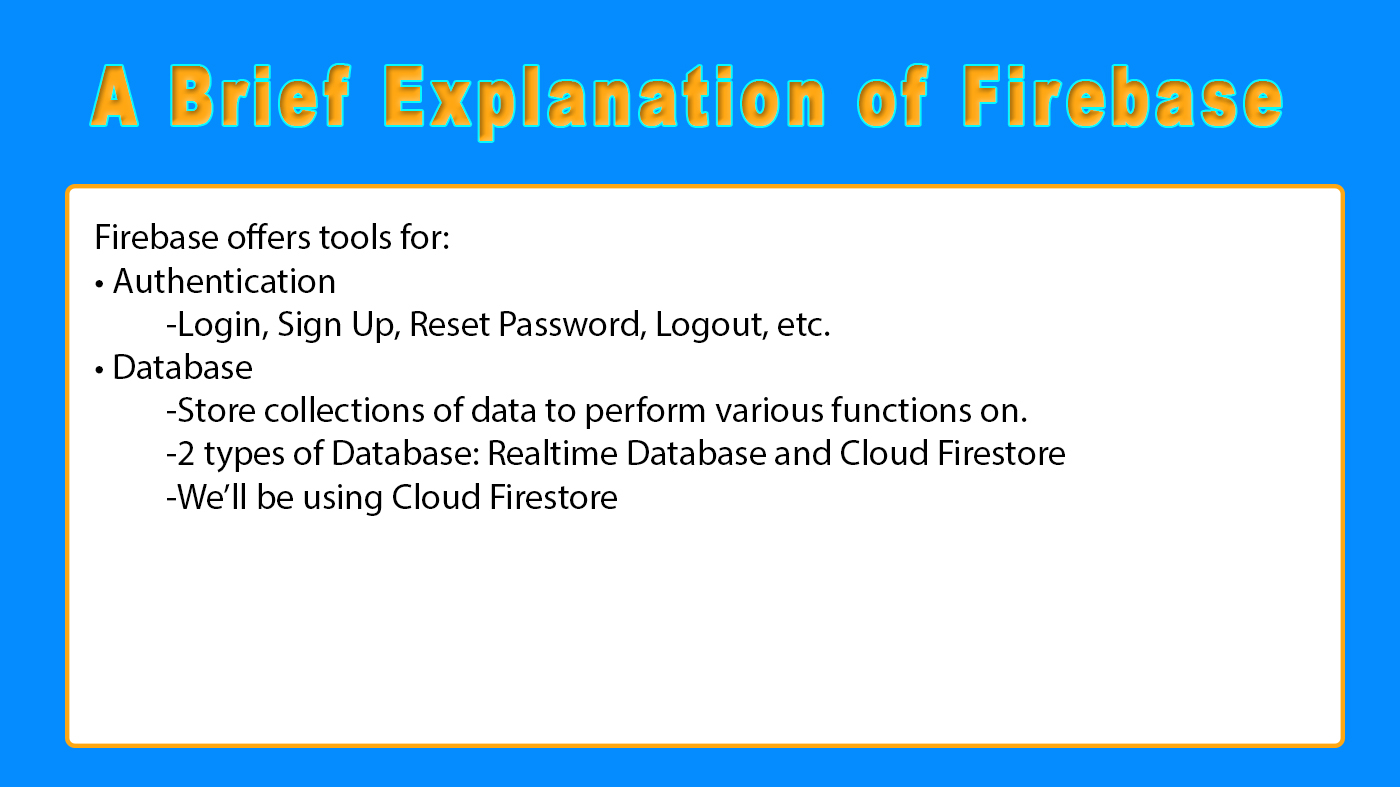 A Brief Explanation of Firebase
Firebase offers tools for:
• Authentication
-Login, Sign Up, Reset Password, Logout, etc.
• Database
-Store collections of data to perform various functions on.
-2 types of Database: Realtime Database and Cloud Firestore
-We’ll be using Cloud Firestore